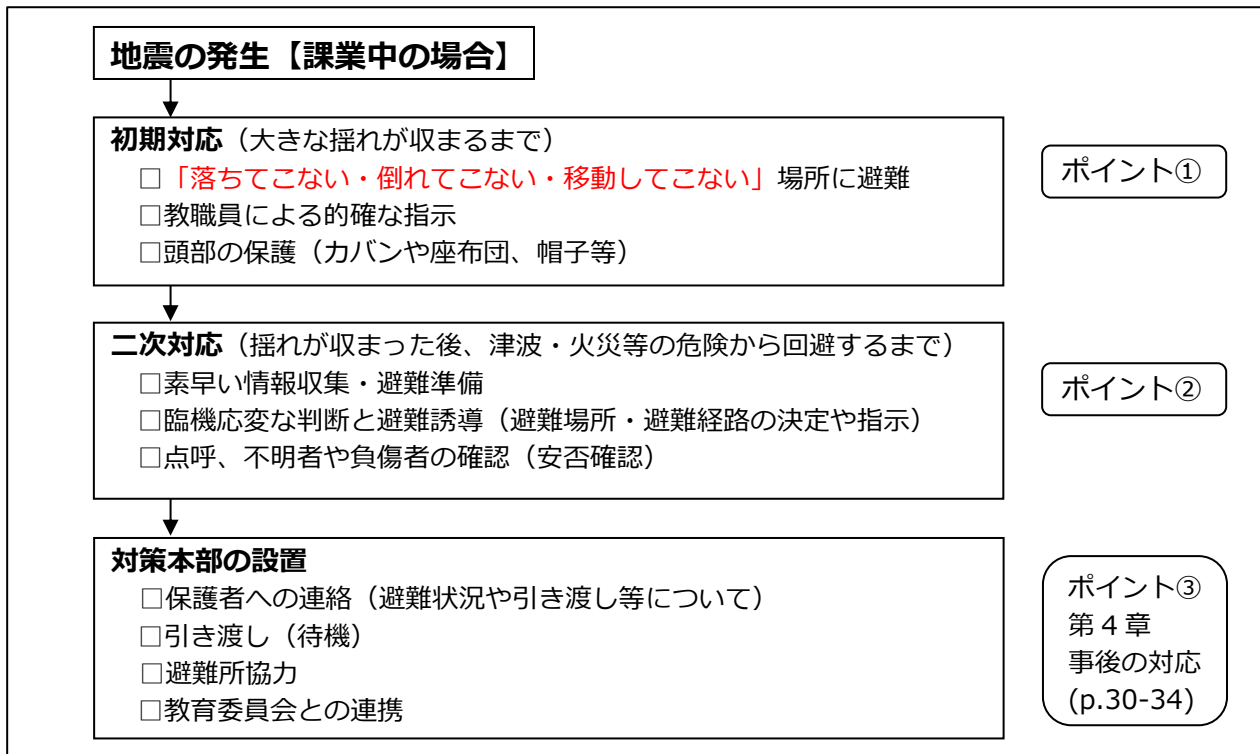 地震の発生【課業中の場合】
初期対応（大きな揺れが収まるまで）
□「落ちてこない・倒れてこない・移動してこない」場所に避難
□教職員による的確な指示
□頭部の保護（カバンや座布団、帽子等）
ポイント①
二次対応（揺れが収まった後、津波・火災等の危険から回避するまで）
□素早い情報収集・避難準備
□臨機応変な判断と避難誘導（避難場所・避難経路の決定や指示）
□点呼、不明者や負傷者の確認（安否確認）
ポイント②
対策本部の設置
□保護者への連絡（避難状況や引き渡し等について）
□引き渡し（待機）
□避難所協力
□教育委員会との連携
ポイント③
第４章
事後の対応
(p.30-34)